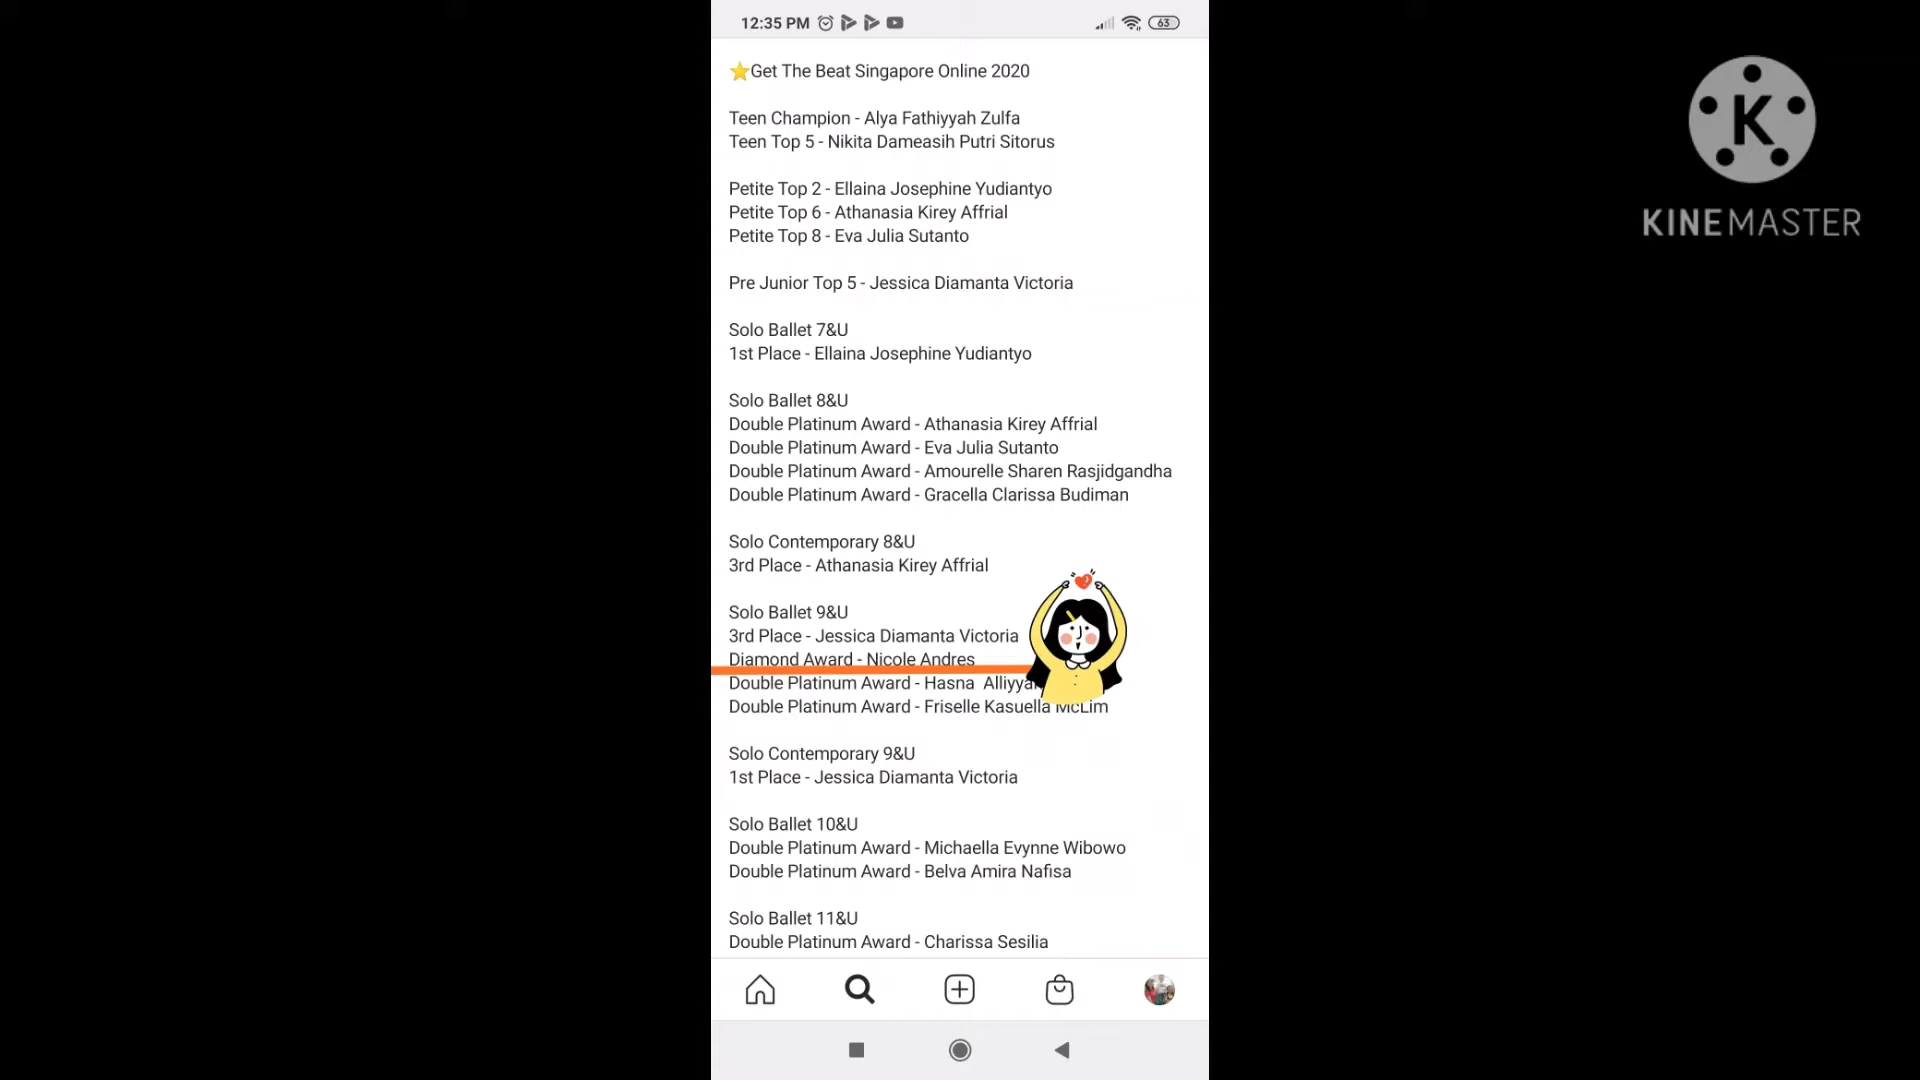 12:35 PM
63
Get The Beat Singapore Online 2020
Teen Champion - Alya Fathiyyah Zulfa
Teen Top 5 - Nikita Dameasih Putri Sitorus
Petite Top 2 - Ellaina Josephine Yudiantyo
Petite Top 6 - Athanasia Kirey Affrial
Petite Top 8 - Eva Julia Sutanto
Pre Junior Top 5 - Jessica Diamanta Victoria
Solo Ballet 7&U
1st Place - Ellaina Josephine Yudiantyo
Solo Ballet 8&U
Double Platinum Award - Athanasia Kirey Affrial
Double Platinum Award - Eva Julia Sutanto
Double Platinum Award - Amourelle Sharen Rasjidgandha
Double Platinum Award - Gracella Clarissa Budiman
Solo Contemporary 8&U
3rd Place - Athanasia Kirey Affrial
Solo Ballet 9&U
3rd Place - Jessica Diamanta Victoria
Diamond Award - Nicole Andres
Double Platinum Award - Hasna
Double Platinum Award - Friselle Kasuella McLim
Solo Contemporary 9&U
1st Place - Jessica Diamanta Victoria
Solo Ballet 10&U
Double Platinum Award - Michaella Evynne Wibowo
Double Platinum Award - Belva Amira Nafisa
Solo Ballet 11&U
Double Platinum Award - Charissa Sesilia
K
KINEMASTER